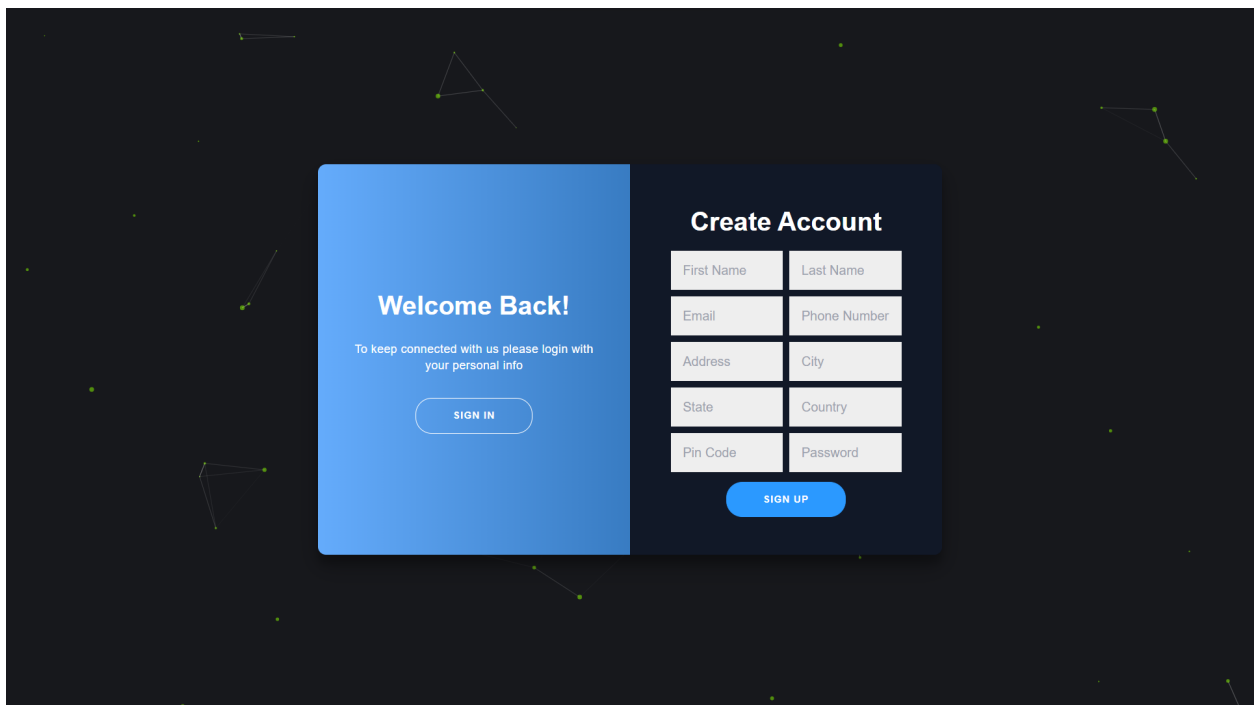 Welcome Back!
To keep connected with us please login with
your personal info
SIGN IN
Create Account
First Name
Last Name
Email
Phone Number
Address
City
State
Country
Pin Code
Password
SIGN UP